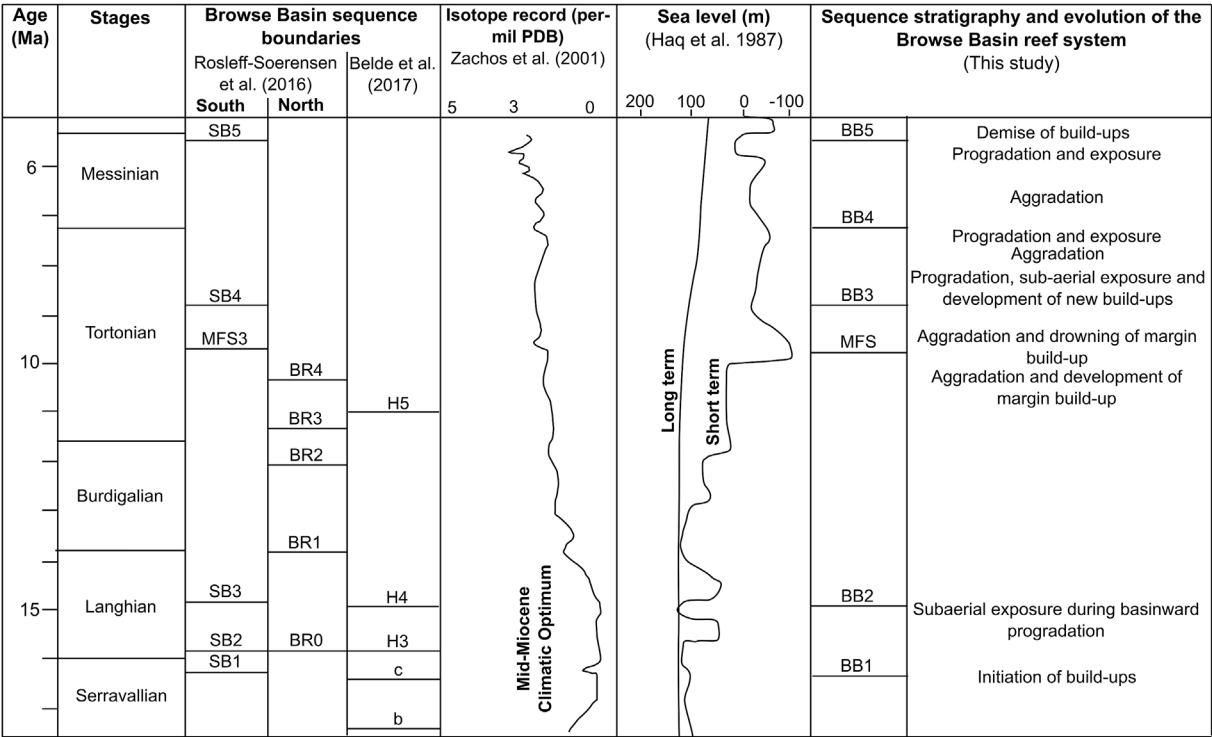 Age
(Ma)
Stages
Browse Basin sequence
boundaries
Rosleff-Soerensen
et al. (2016)
South
North
Belde et al.
(2017)
Isotope record (per-
mil PDB)
Zachos et al. (2001)
5 3 0
Sea level (m)
(Haq et al. 1987)
200 100 0 -100
Sequence stratigraphy and evolution of the
Browse Basin reef system
(This study)
6
10
15
Messinian
Tortonian
Burdigalian
Langhian
Serravallian
SB5
SB4
MFS3
SB3
SB2
SB1
BR4
BR3
BR2
BR1
BR0
H5
H4
H3
c
b
Mid-Miocene
Climatic Optimum
Long term
Short term
BB5
BB4
BB3
MFS
BB2
BB1
Demise of build-ups
Progradation and exposure
Aggradation
Progradation and exposure
Aggradation
Progradation, sub-aerial exposure and
development of new build-ups
Aggradation and drowning of margin
build-up
Aggradation and development of
margin build-up
Subaerial exposure during basinward
progradation
Initiation of build-ups